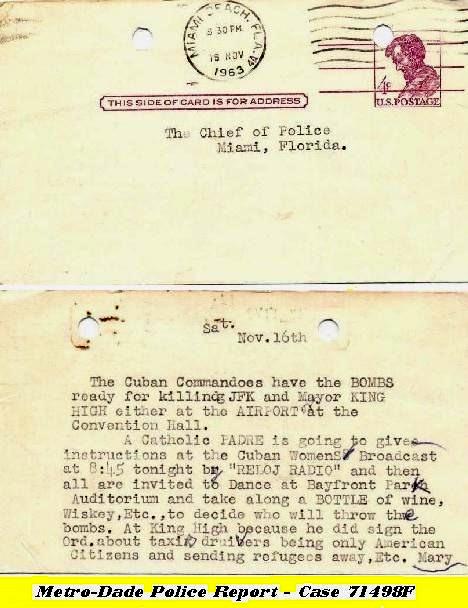 MIAMI BEACH, FLA.
30 PM
16 NOV
1963
4¢
U.S. POSTAGE
THIS SIDE OF CARD IS FOR ADDRESS
The Chief of Police
Miami, Florida.
Sat.
Nov. 16th
The Cuban Commandoes have the BOMBS
ready for killing JFK and Mayor KING
HIGH either at the AIRPORT at the
Convention Hall.
A Catholic PADRE is going to give
instructions at the Cuban Womens Broadcast
at 8:45 tonight by "RELOJ RADIO" and then
all are invited to Dance at Bayfront Park
Auditorium and take along a BOTTLE of wine,
Wiskey,Etc.,to decide who will throw the
bombs. At King High because he did sign the
Ord.about taxi drivers being only American
Citizens and sending refugees away,Etc. Mary
Metro-Dade Police Report - Case 71498F